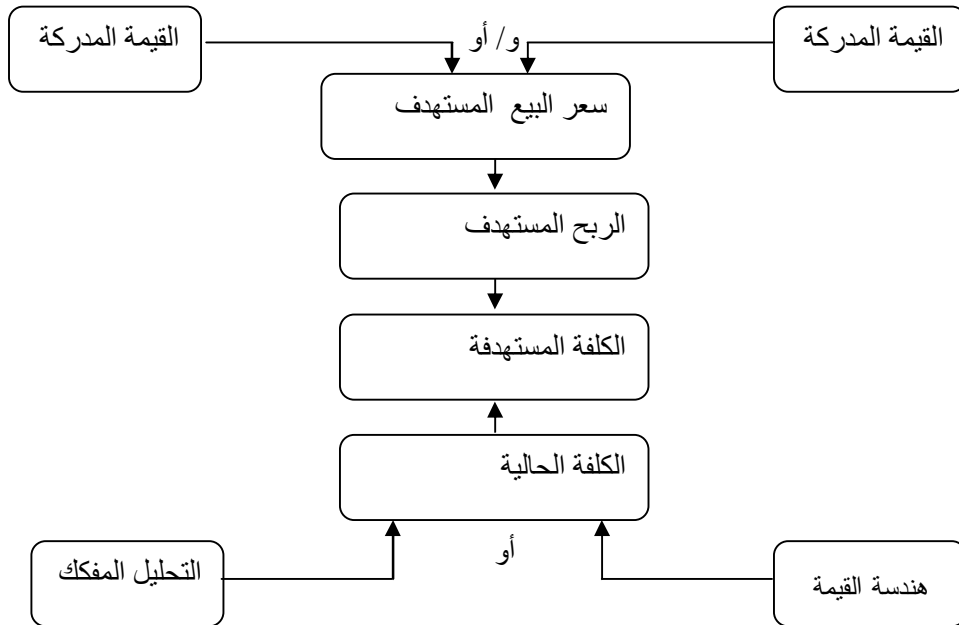 القيمة المدركة
و/ أو
القيمة المدركة
سعر البيع المستهدف
الربح المستهدف
الكلفة المستهدفة
الكلفة الحالية
أو
هندسة القيمة
التحليل المفكك